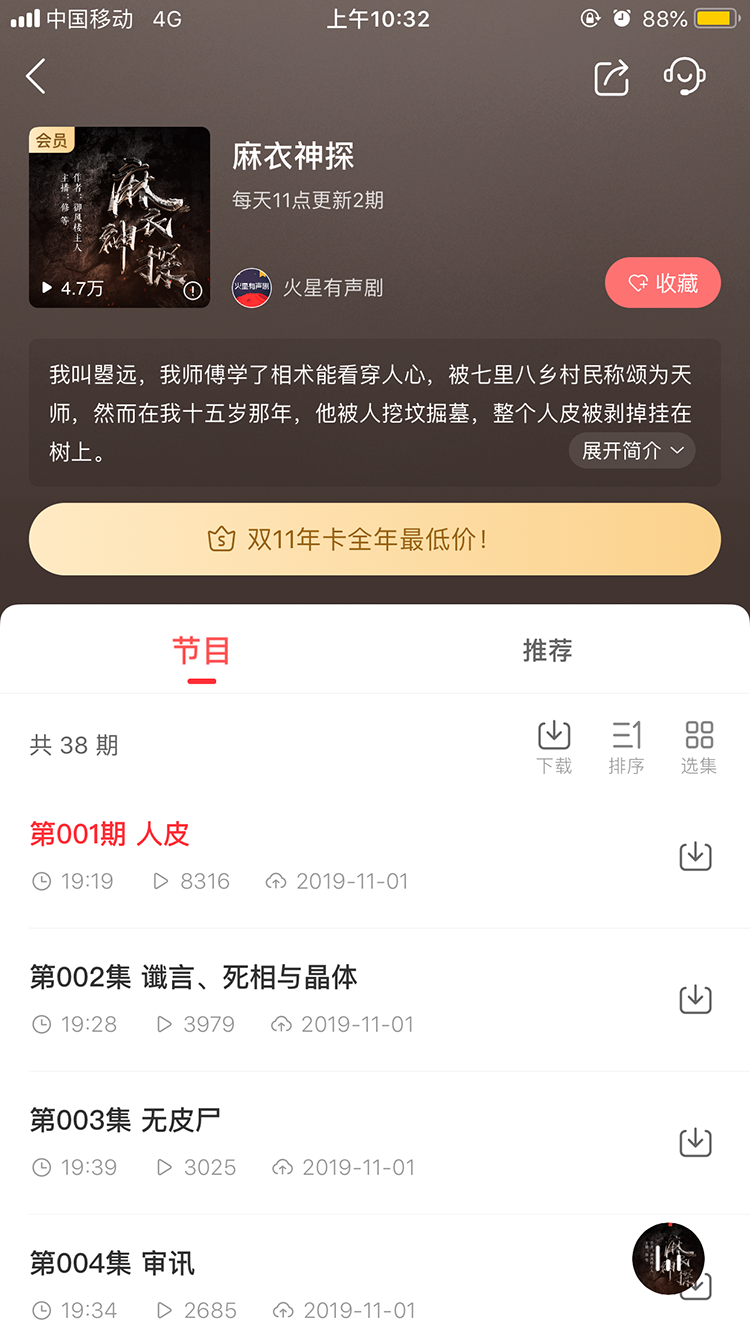 中国移动 4G 上午10:32 88%
会员
麻衣神探
作者：御风楼主人
主播：修 等
4.7万
麻衣神探
每天11点更新2期
火星有声剧
火星有声剧
收藏
我叫曌远，我师傅学了相术能看穿人心，被七里八乡村民称颂为天
师，然而在我十五岁那年，他被人挖坟掘墓，整个人皮被剥掉挂在
树上。
展开简介
双11年卡全年最低价！
节目
推荐
共 38 期
下载
排序
选集
第001期 人皮
19:19 8316 2019-11-01
第002集 谶言、死相与晶体
19:28 3979 2019-11-01
第003集 无皮尸
19:39 3025 2019-11-01
第004集 审讯
19:34 2685 2019-11-01
麻衣神探